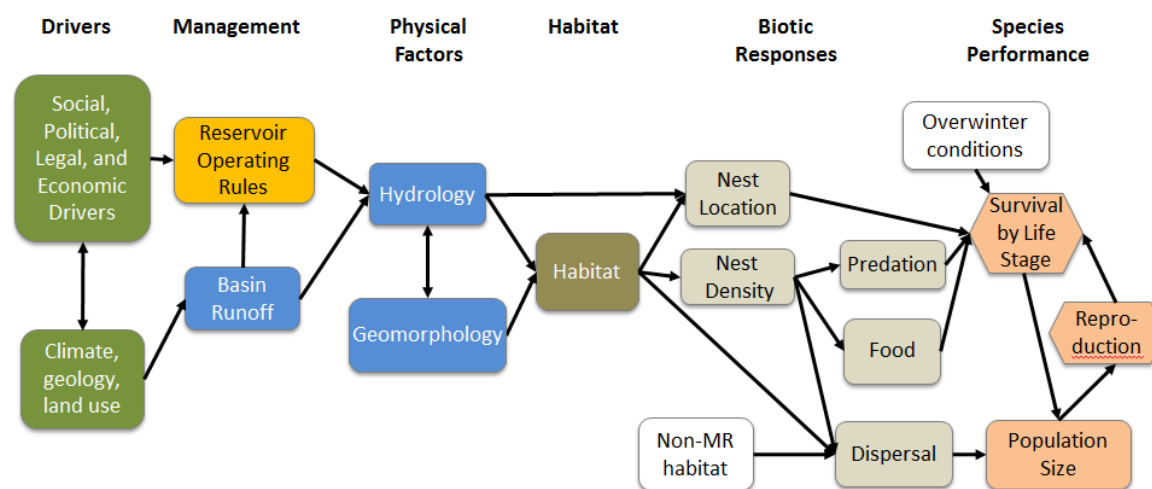 Drivers
Management
Physical
Factors
Habitat
Biotic
Responses
Species
Performance
Social,
Political,
Legal, and
Economic
Drivers
Reservoir
Operating
Rules
Overwinter
conditions
Hydrology
Nest
Location
Survival
by Life
Stage
Basin
Runoff
Habitat
Nest
Density
Predation
Geomorphology
Food
Repro-
duction
Climate,
geology,
land use
Non-MR
habitat
Dispersal
Population
Size